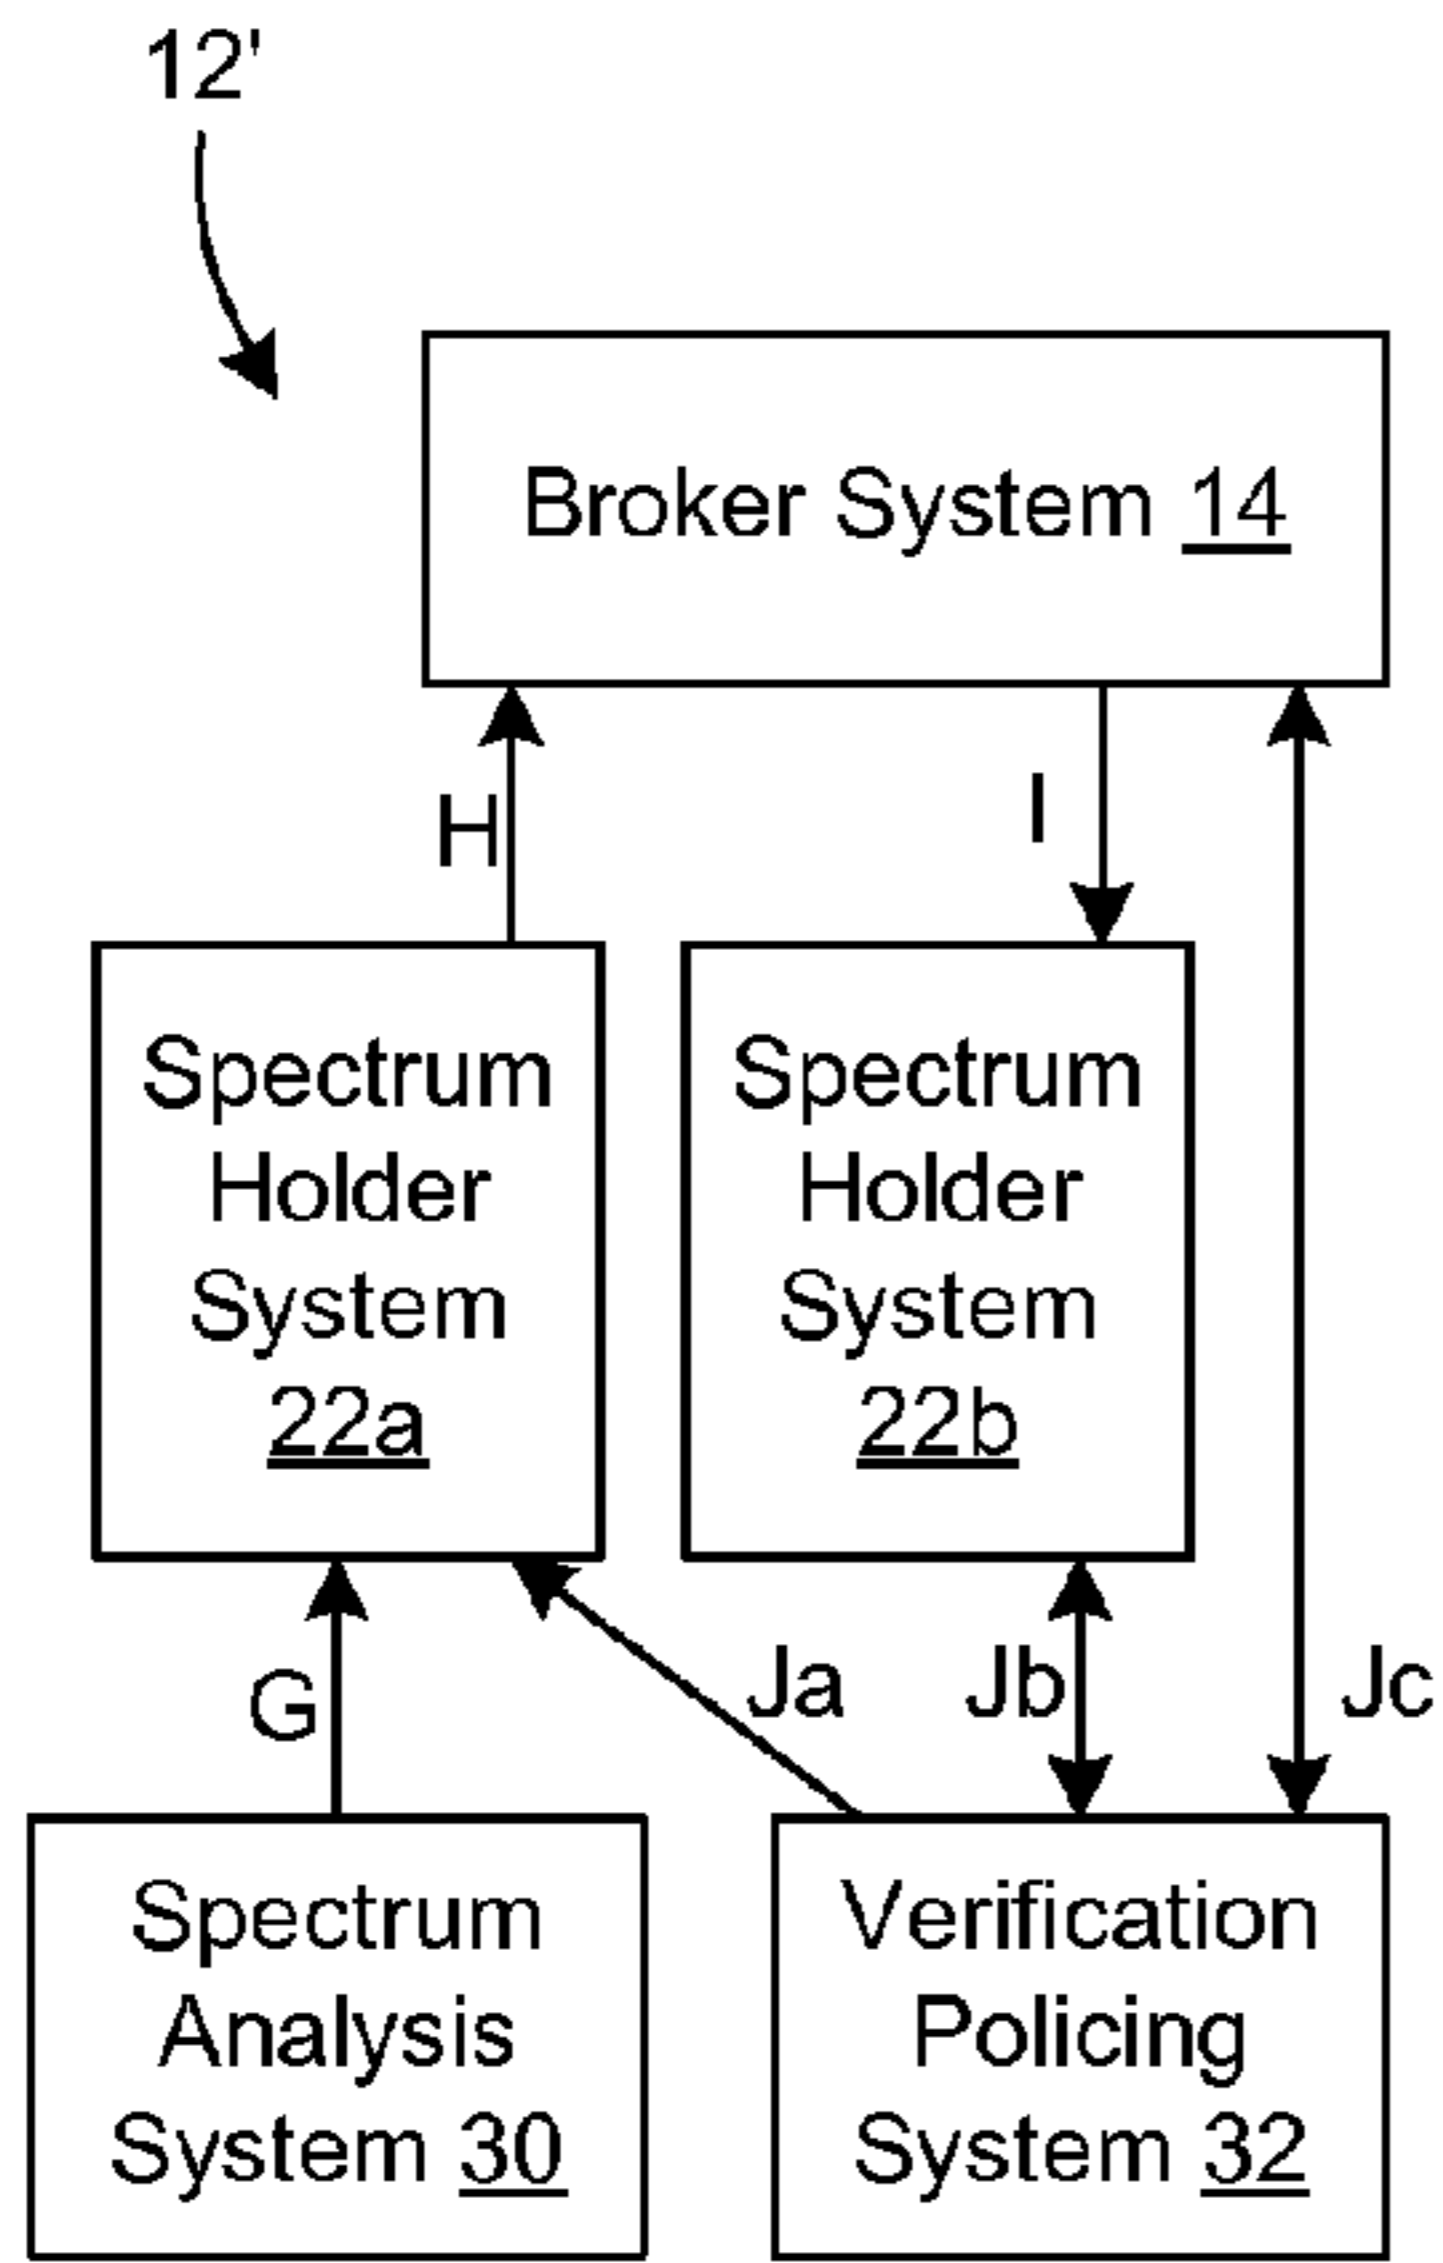 12'
Broker System 14
H
I
Spectrum
Holder
System
22a
Spectrum
Holder
System
22b
G
Ja
Jb
Jc
Spectrum
Analysis
System 30
Verification
Policing
System 32